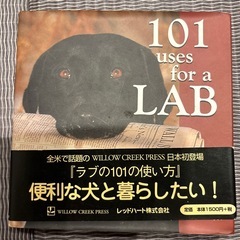 101
uses
for a
LAB
全米で話題の WILLOW CREEK PRESS 日本初登場
『ラブの101の使い方』
便利な犬と暮らしたい!
WILLOW CREEK PRESS レッドハート株式会社
定価 本体1500円+税